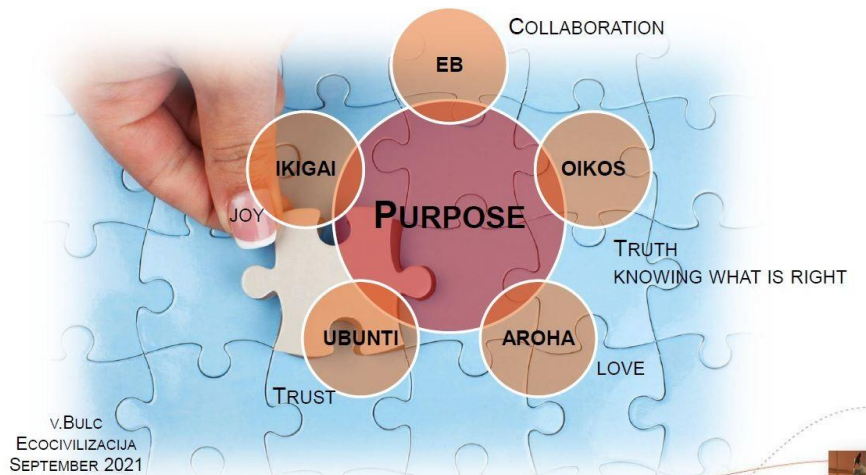 COLLABORATION
EB
IKIGAI
OIKOS
JOY
PURPOSE
TRUTH
KNOWING WHAT IS RIGHT
UBUNTI
AROHA
LOVE
TRUST
V.BULC
ECOCIVILIZACIJA
SEPTEMBER 2021